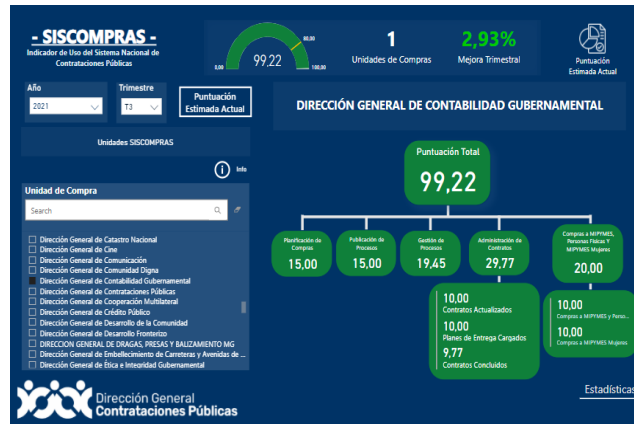 - SISCOMPRAS -
Indicador de Uso del Sistema Nacional de
Contrataciones Públicas
80,00
0,00
99,22
100,00
1
Unidades de Compras
2,93%
Mejora Trimestral
Puntuación
Estimada Actual
Año
2021
Trimestre
T3
Puntuación
Estimada Actual
DIRECCIÓN GENERAL DE CONTABILIDAD GUBERNAMENTAL
Unidades SISCOMPRAS
Info
Unidad de Compra
Search
Dirección General de Catastro Nacional
Dirección General de Cine
Dirección General de Comunicación
Dirección General de Comunidad Digna
Dirección General de Contabilidad Gubernamental
Dirección General de Contrataciones Públicas
Dirección General de Cooperación Multilateral
Dirección General de Crédito Público
Dirección General de Desarrollo de la Comunidad
Dirección General de Desarrollo Fronterizo
DIRECCION GENERAL DE DRAGAS, PRESAS Y BALIZAMIENTO MG
Dirección General de Embellecimiento de Carreteras y Avenidas de ...
Dirección General de Ética e Integridad Gubernamental
Puntuación Total
99,22
Planificación de
Compras
15,00
Publicación de
Procesos
15,00
Gestión de
Procesos
19,45
Administración de
Contratos
29,77
Compras a MIPYMES,
Personas Físicas Y
MIPYMES Mujeres
20,00
10,00
Contratos Actualizados
10,00
Planes de Entrega Cargados
9,77
Contratos Concluidos
10,00
Compras a MIPYMES y Perso...
10,00
Compras a MIPYMES Mujeres
Dirección General
Contrataciones Públicas
Estadísticas